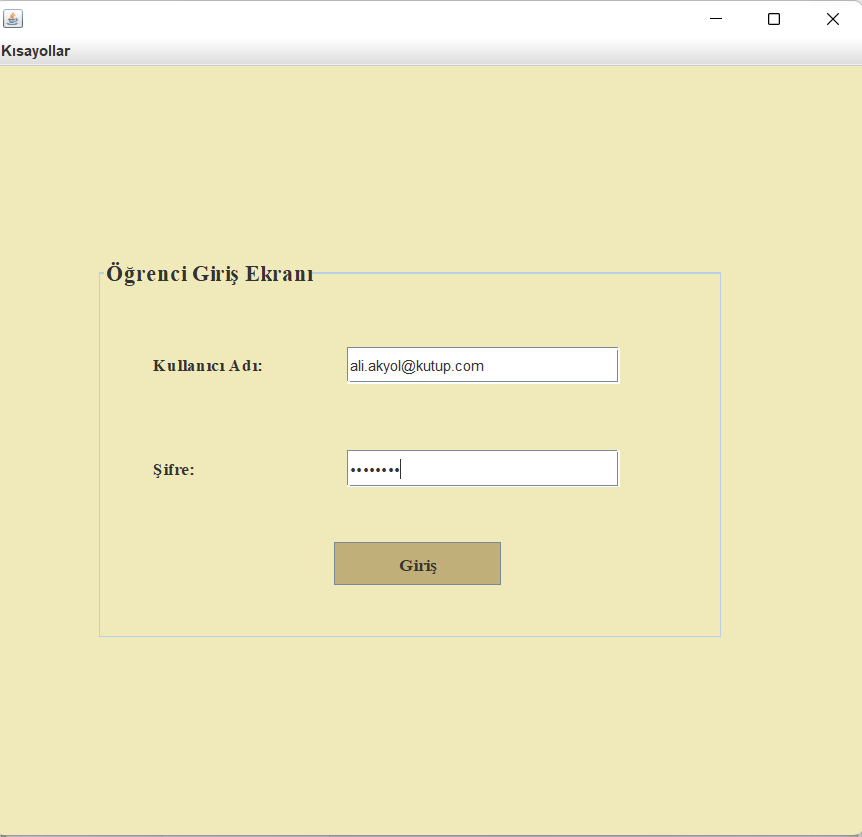 Kısayollar
Öğrenci Giriş Ekranı
Kullanıcı Adı:
ali.akyol@kutup.com
Şifre:
••••••••
Giriş